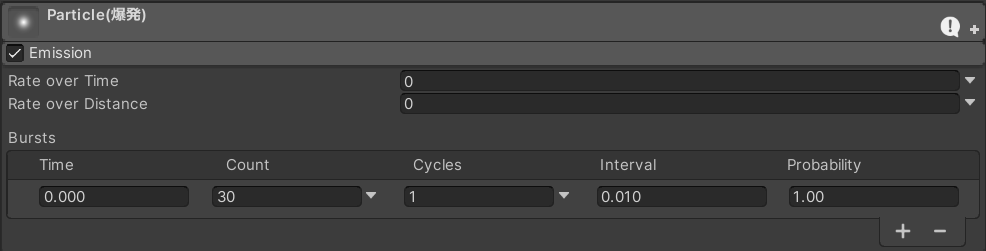 Particle(爆発)
Emission
Rate over Time 0
Rate over Distance 0
Bursts
Time Count Cycles Interval Probability
0.000 30 1 0.010 1.00